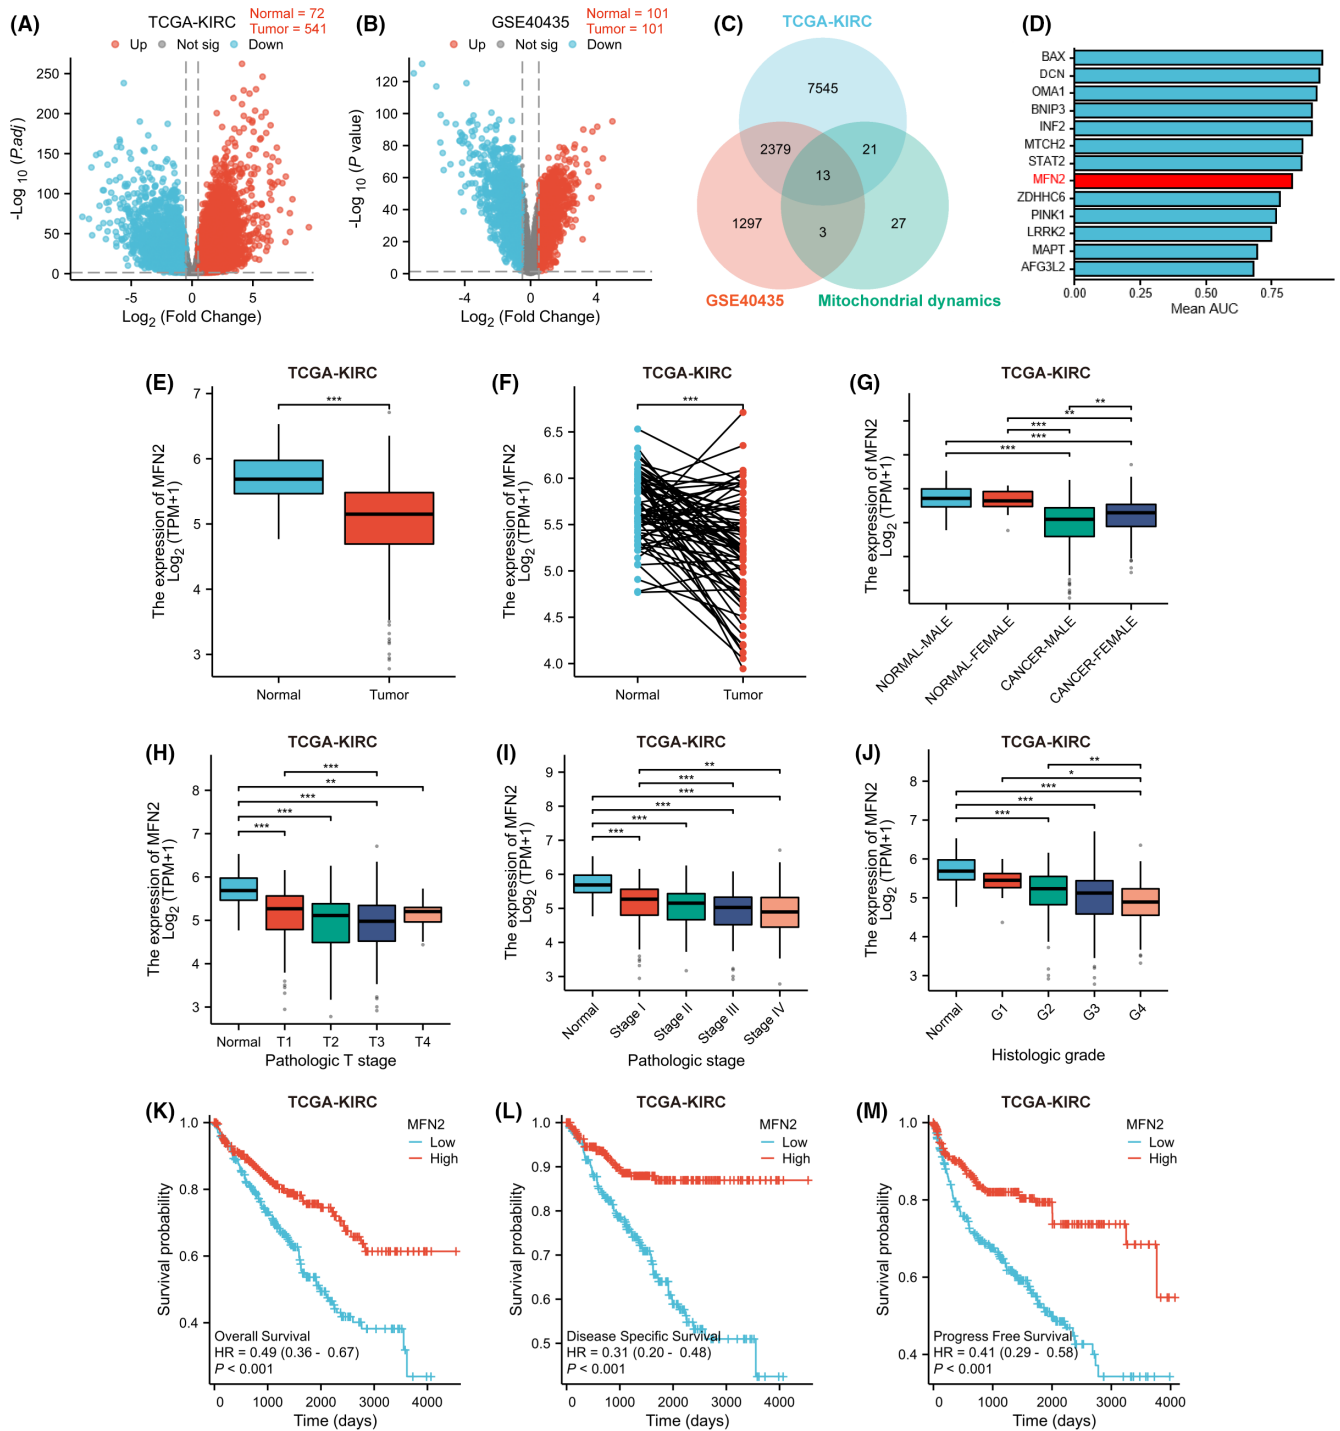 (A)
TCGA-KIRC
Normal = 72
Tumor = 541
Up Not sig Down
-Log 10 (P.adj)
250
200
150
100
50
0
-5 0 5
Log2 (Fold Change)
(B)
GSE40435
Normal = 101
Tumor = 101
Up Not sig Down
-Log 10 (P value)
120
100
80
60
40
20
0
-4 0 4
Log2 (Fold Change)
(C)
TCGA-KIRC
7545
2379
21
13
1297
3
27
GSE40435
Mitochondrial dynamics
(D)
BAX
DCN
OMA1
BNIP3
INF2
MTCH2
STAT2
MFN2
ZDHHC6
PINK1
LRRK2
MAPT
AFG3L2
0.00 0.25 0.50 0.75
Mean AUC
(E)
TCGA-KIRC
The expression of MFN2
Log2 (TPM+1)
7
6
5
4
3
***
Normal Tumor
(F)
TCGA-KIRC
The expression of MFN2
Log2 (TPM+1)
6.5
6.0
5.5
5.0
4.5
4.0
***
Normal Tumor
(G)
TCGA-KIRC
The expression of MFN2
Log2 (TPM+1)
**
**
***
***
***
NORMAL-MALE
NORMAL-FEMALE
CANCER-MALE
CANCER-FEMALE
(H)
TCGA-KIRC
The expression of MFN2
Log2 (TPM+1)
8
7
6
5
4
3
***
**
***
***
***
Normal T1 T2 T3 T4
Pathologic T stage
(I)
TCGA-KIRC
The expression of MFN2
Log2 (TPM+1)
9
8
7
6
5
4
3
**
***
***
***
***
***
Normal
Stage I
Stage II
Stage III
Stage IV
Pathologic stage
(J)
TCGA-KIRC
The expression of MFN2
Log2 (TPM+1)
8
7
6
5
4
3
**
*
***
***
***
Normal
G1
G2
G3
G4
Histologic grade
(K)
TCGA-KIRC
MFN2
Low
High
Survival probability
1.0
0.8
0.6
0.4
Overall Survival
HR = 0.49 (0.36 - 0.67)
P < 0.001
0 1000 2000 3000 4000
Time (days)
(L)
TCGA-KIRC
MFN2
Low
High
Survival probability
1.0
0.9
0.8
0.7
0.6
0.5
Disease Specific Survival
HR = 0.31 (0.20 - 0.48)
P < 0.001
0 1000 2000 3000 4000
Time (days)
(M)
TCGA-KIRC
MFN2
Low
High
Survival probability
1.0
0.8
0.6
0.4
Progress Free Survival
HR = 0.41 (0.29 - 0.58)
P < 0.001
0 1000 2000 3000 4000
Time (days)